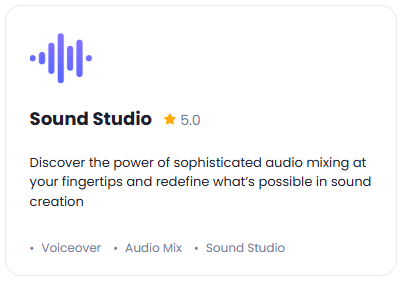 Sound Studio 5.0
Discover the power of sophisticated audio mixing at
your fingertips and redefine what’s possible in sound
creation
• Voiceover • Audio Mix • Sound Studio